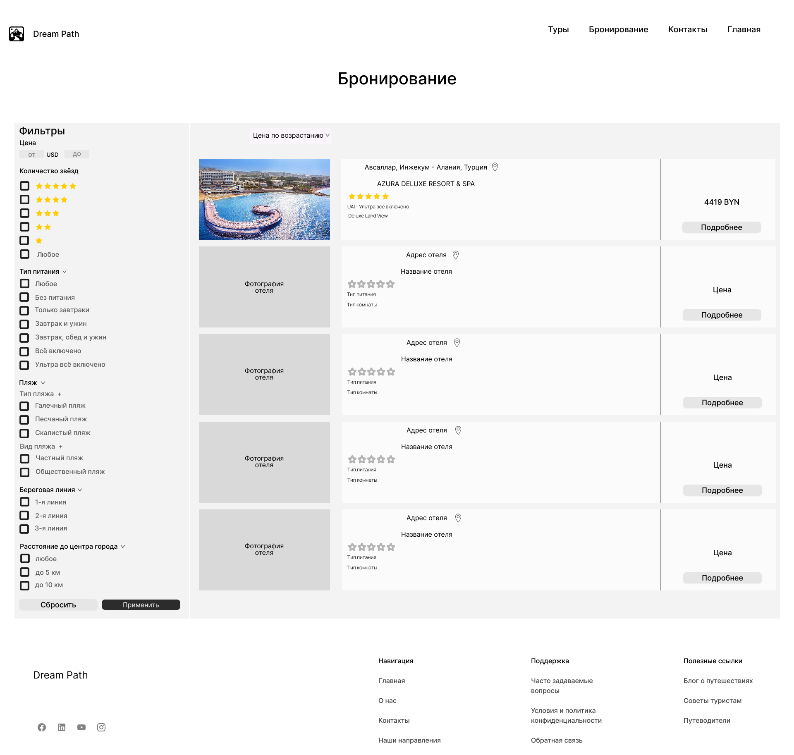 Dream Path
Туры
Бронирование
Контакты
Главная
Бронирование
Фильтры
Цена
от
USD
до
Количество звёзд
Любое
Тип питания
Любое
Без питания
Только завтраки
Завтрак и ужин
Завтрак, обед и ужин
Всё включено
Ультра всё включено
Пляж
Тип пляжа +
Галечный пляж
Песчаный пляж
Скалистый пляж
Вид пляжа +
Частный пляж
Общественный пляж
Береговая линия
1-я линия
2-я линия
3-я линия
Расстояние до центра города
любое
до 5 км
до 10 км
Сбросить
Применить
Цена по возрастанию
Авсаллар, Инжекум - Алания, Турция
AZURA DELUXE RESORT & SPA
UAI - Ультра все включено
Deluxe Land View
4419 BYN
Подробнее
Фотография
отеля
Адрес отеля
Название отеля
Тип питания
Тип комнаты
Цена
Подробнее
Фотография
отеля
Адрес отеля
Название отеля
Тип питания
Тип комнаты
Цена
Подробнее
Фотография
отеля
Адрес отеля
Название отеля
Тип питания
Тип комнаты
Цена
Подробнее
Фотография
отеля
Адрес отеля
Название отеля
Тип питания
Тип комнаты
Цена
Подробнее
Dream Path
Навигация
Главная
О нас
Контакты
Наши направления
Поддержка
Часто задаваемые
вопросы
Условия и политика
конфиденциальности
Обратная связь
Полезные ссылки
Блог о путешествиях
Советы туристам
Путеводители